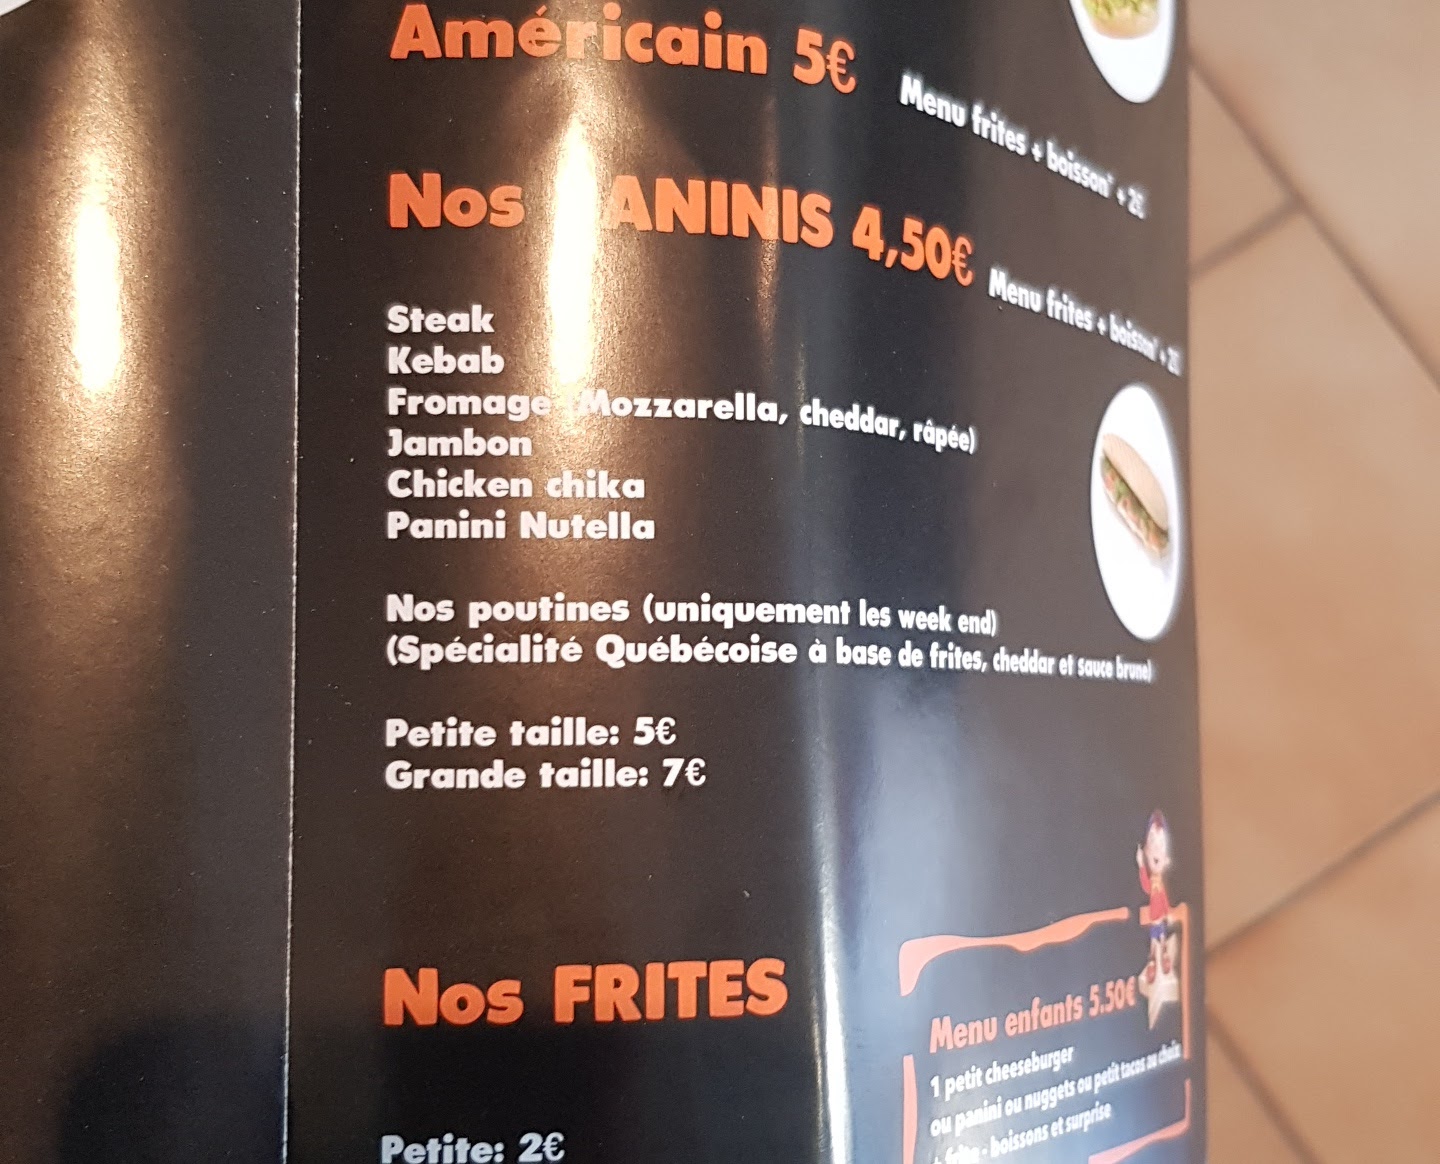 Américain 5€
Menu frites + boisson* + 2€
Nos PANINIS 4,50€
Menu frites + boisson* + 2€
Steak
Kebab
Fromage (Mozzarella, cheddar, râpée)
Jambon
Chicken chika
Panini Nutella
Nos poutines (uniquement les week end)
(Spécialité Québécoise à base de frites, cheddar et sauce brune)
Petite taille: 5€
Grande taille: 7€
Nos FRITES
Petite: 2€
Menu enfants 5.50€
1 petit cheeseburger
ou panini ou nuggets ou petit tacos au choix
+ frite - boissons et surprise